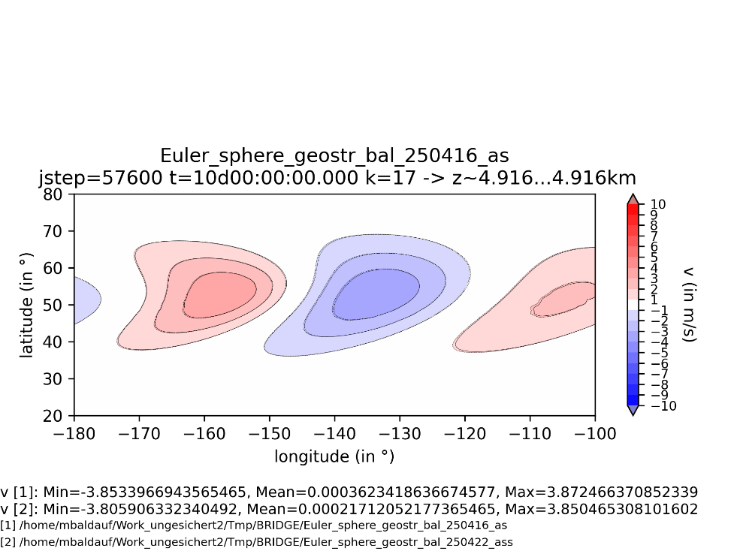 Euler_sphere_geostr_bal_250416_as
jstep=57600 t=10d00:00:00.000 k=17 -> z~4.916...4.916km
80
70
60
50
40
30
20
latitude (in °)
−180 −170 −160 −150 −140 −130 −120 −110 −100
longitude (in °)
10
9
8
7
6
5
4
3
2
1
−1
−2
−3
−4
−5
−6
−7
−8
−9
−10
v (in m/s)
v [1]: Min=-3.8533966943565465, Mean=0.0003623418636674577, Max=3.872466370852339
v [2]: Min=-3.805906332340492, Mean=0.00021712052177365465, Max=3.850465308101602
[1] /home/mbaldauf/Work_ungesichert2/Tmp/BRIDGE/Euler_sphere_geostr_bal_250416_as
[2] /home/mbaldauf/Work_ungesichert2/Tmp/BRIDGE/Euler_sphere_geostr_bal_250422_ass